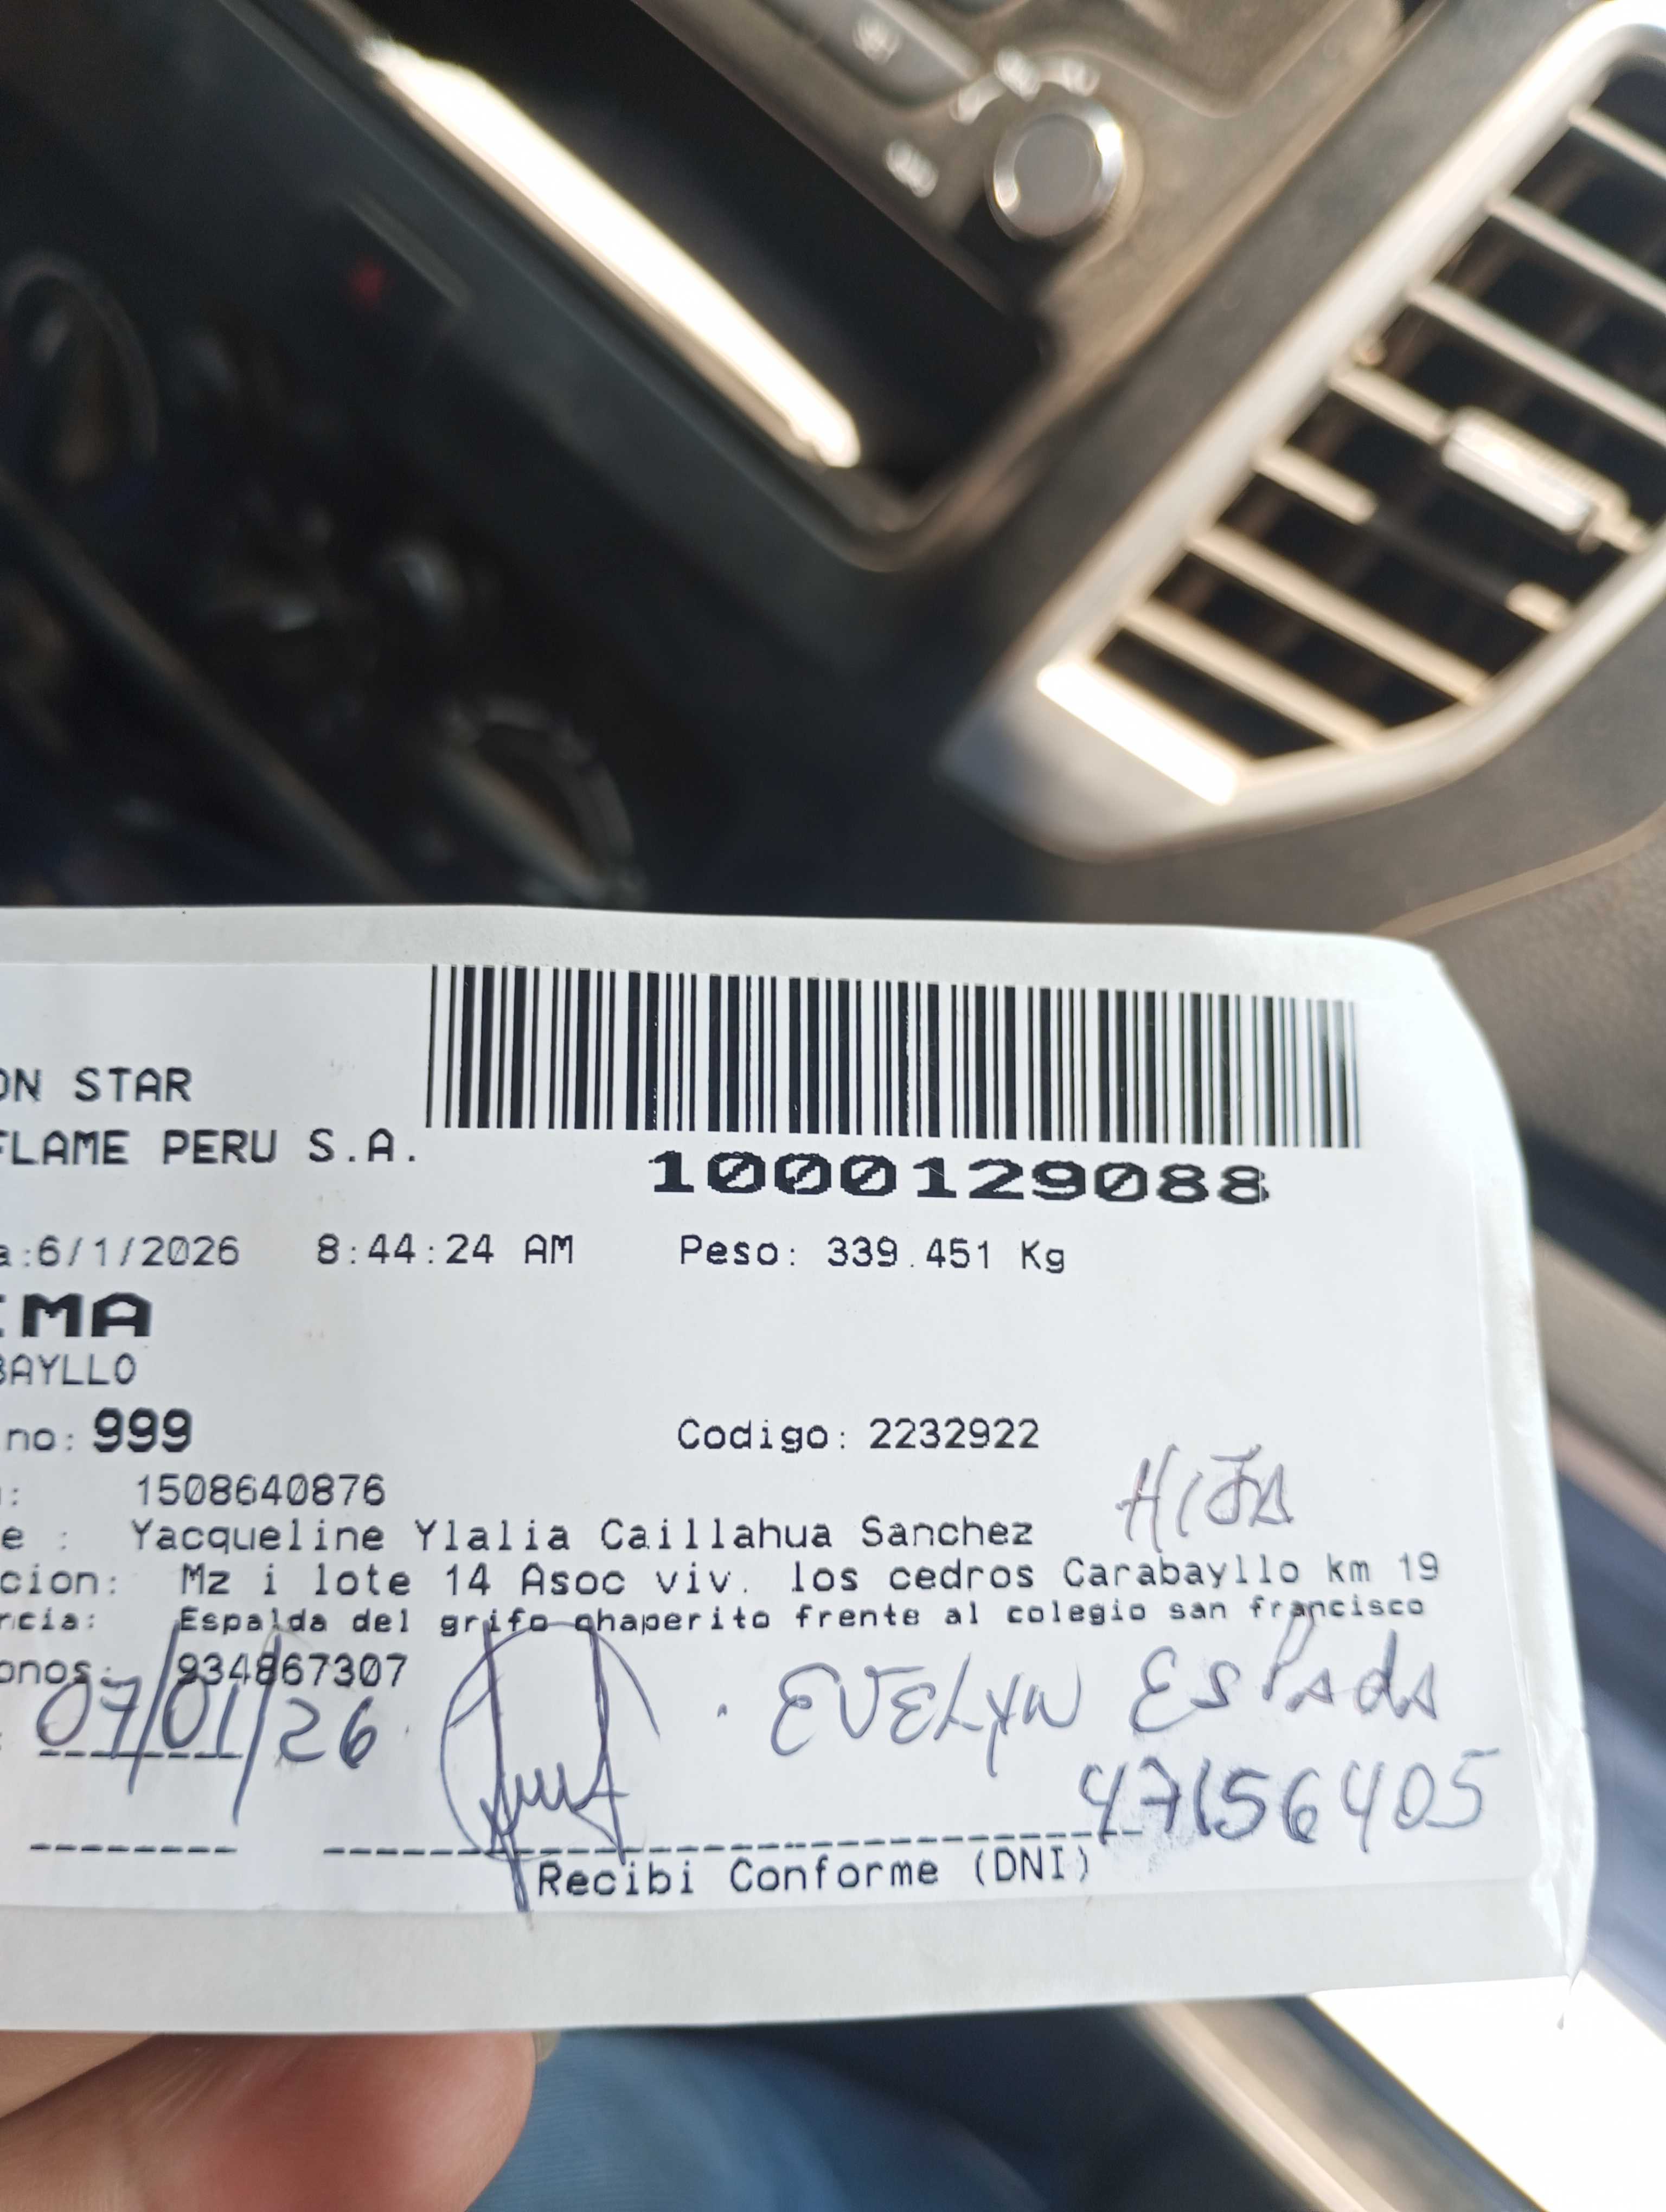 ON STAR
FLAME PERU S.A.
1000129088
a:6/1/2026 8:44:24 AM Peso: 339.451 Kg
IMA
BAYLLO
no: 999 Codigo: 2232922
: 1508640876 HIJA
e : Yacqueline Ylalia Caillahua Sanchez
cion: Mz i lote 14 Asoc viv. los cedros Carabayllo km 19
rcia: Espalda del grifo chaperito frente al colegio san francisco
onos: 934867307
07/01/26 . EVELYN Espada
47156405
Recibi Conforme (DNI)